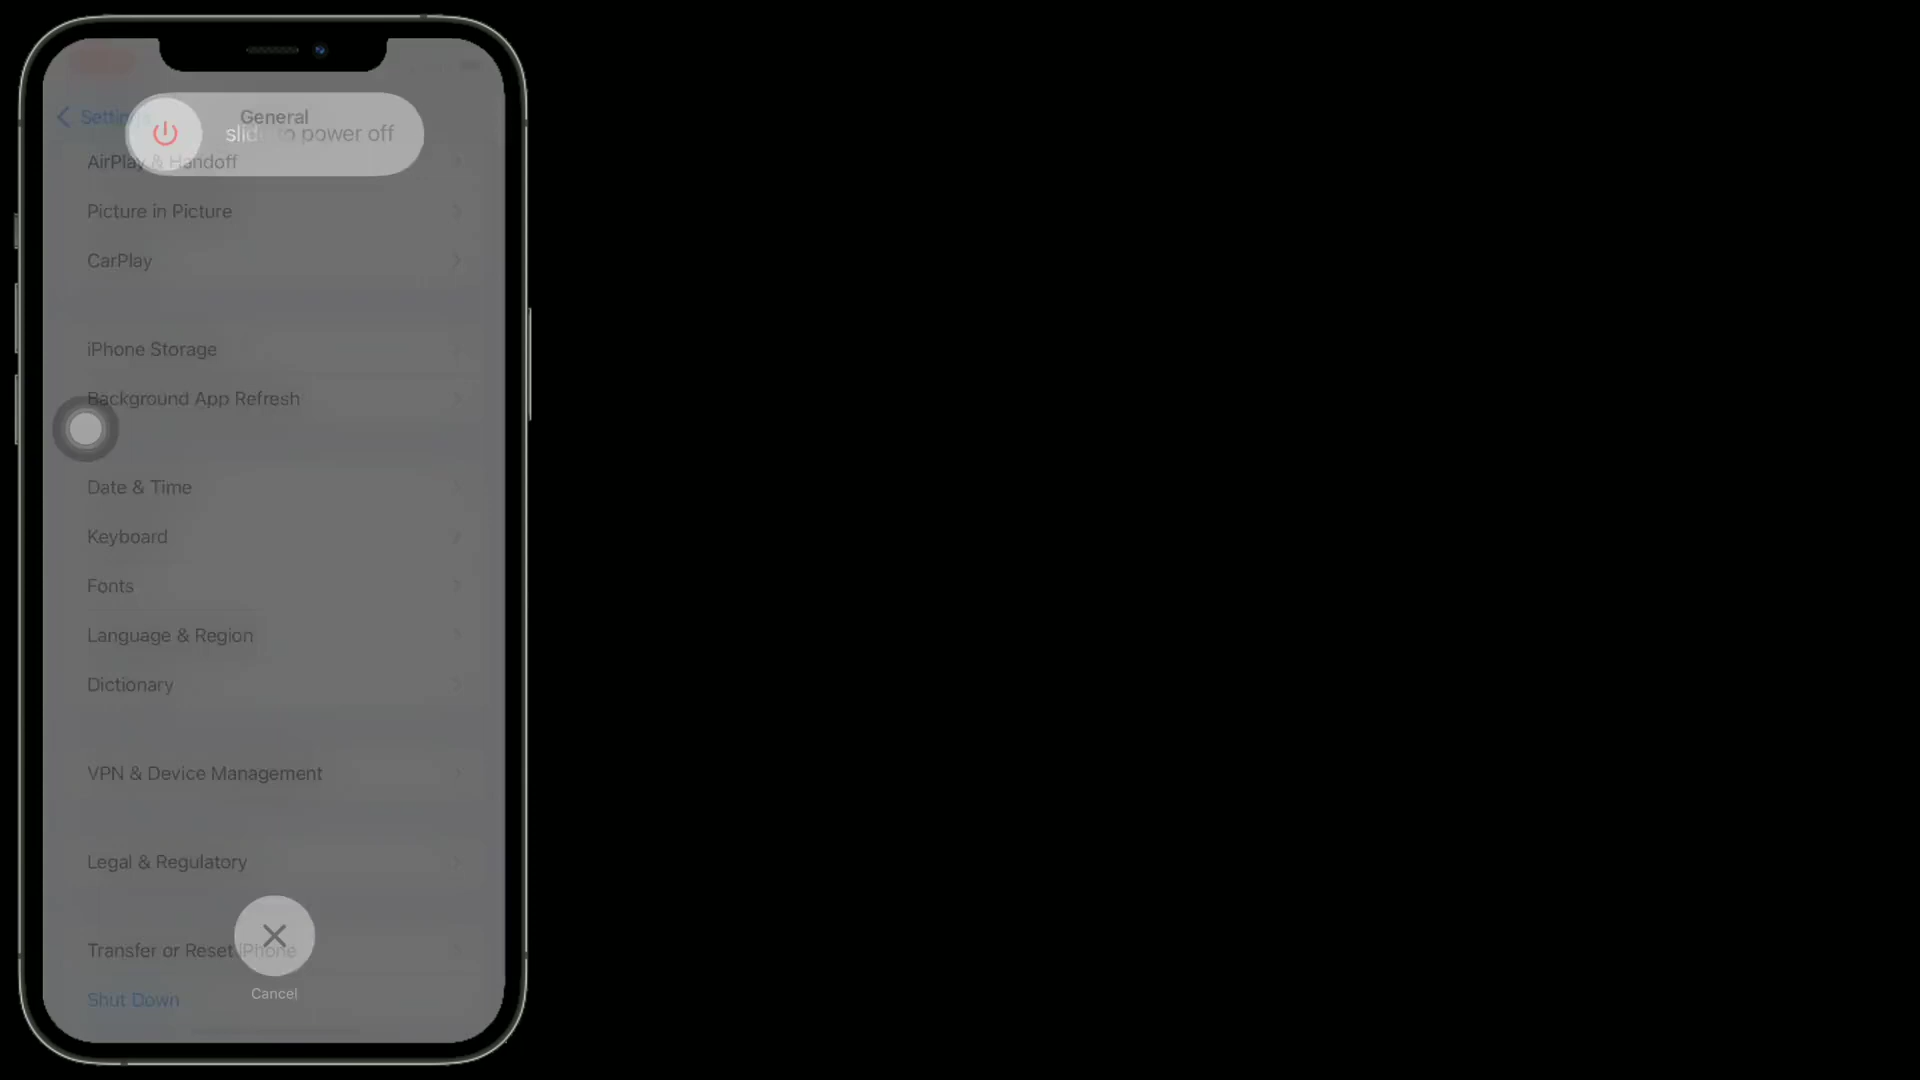 Settings
General
slide to power off
AirPlay & Handoff
Picture in Picture
CarPlay
iPhone Storage
Background App Refresh
Date & Time
Keyboard
Fonts
Language & Region
Dictionary
VPN & Device Management
Legal & Regulatory
Transfer or Reset iPhone
Cancel
Shut Down